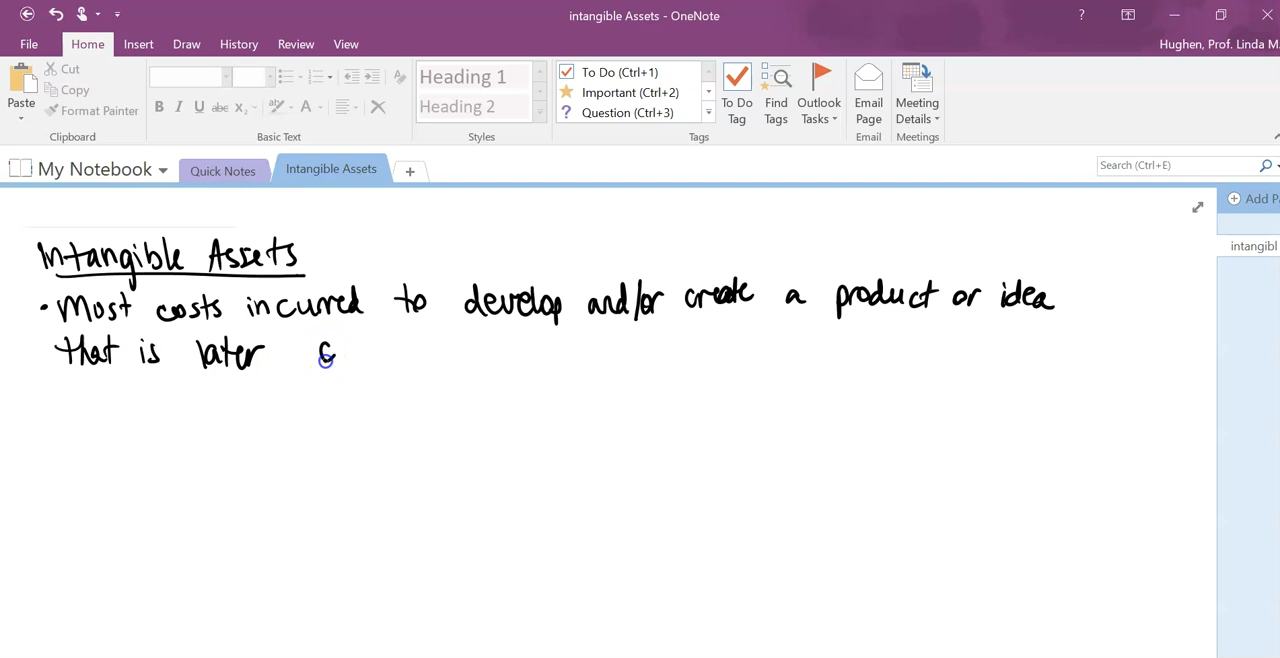 intangible Assets - OneNote
?
File Home Insert Draw History Review View
Hughen, Prof. Linda M.
Paste
Cut
Copy
Format Painter
Clipboard
B I U abc X₂ A
Basic Text
Heading 1
Heading 2
Styles
To Do (Ctrl+1)
Important (Ctrl+2)
? Question (Ctrl+3)
To Do
Tag
Find
Tags
Outlook
Tasks
Tags
Email
Page
Email
Meeting
Details
Meetings
My Notebook
Quick Notes
Intangible Assets
+
Search (Ctrl+E)
Add Pa
intangibl
Intangible Assets
• Most costs incured to develop and/or create a product or idea
that is later